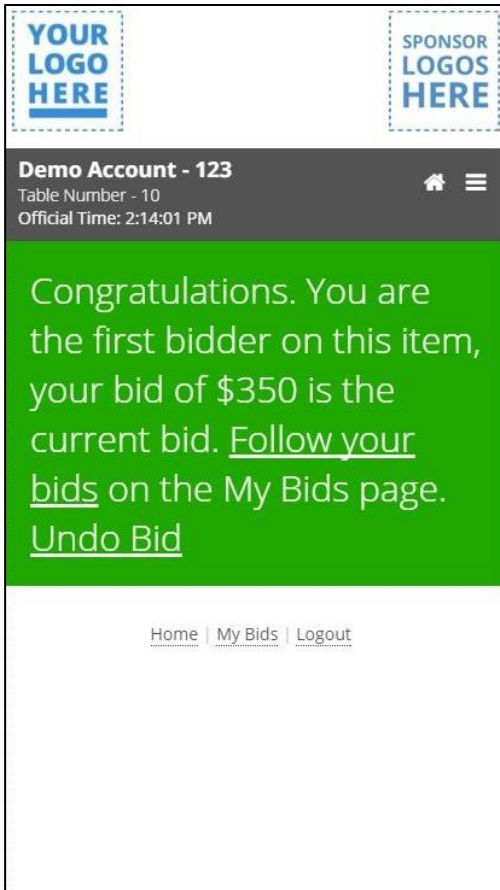 YOUR
LOGO
HERE
SPONSOR
LOGOS
HERE
Demo Account - 123
Table Number - 10
Official Time: 2:14:01 PM
Congratulations. You are
the first bidder on this item,
your bid of $350 is the
current bid. Follow your
bids on the My Bids page.
Undo Bid
Home | My Bids | Logout